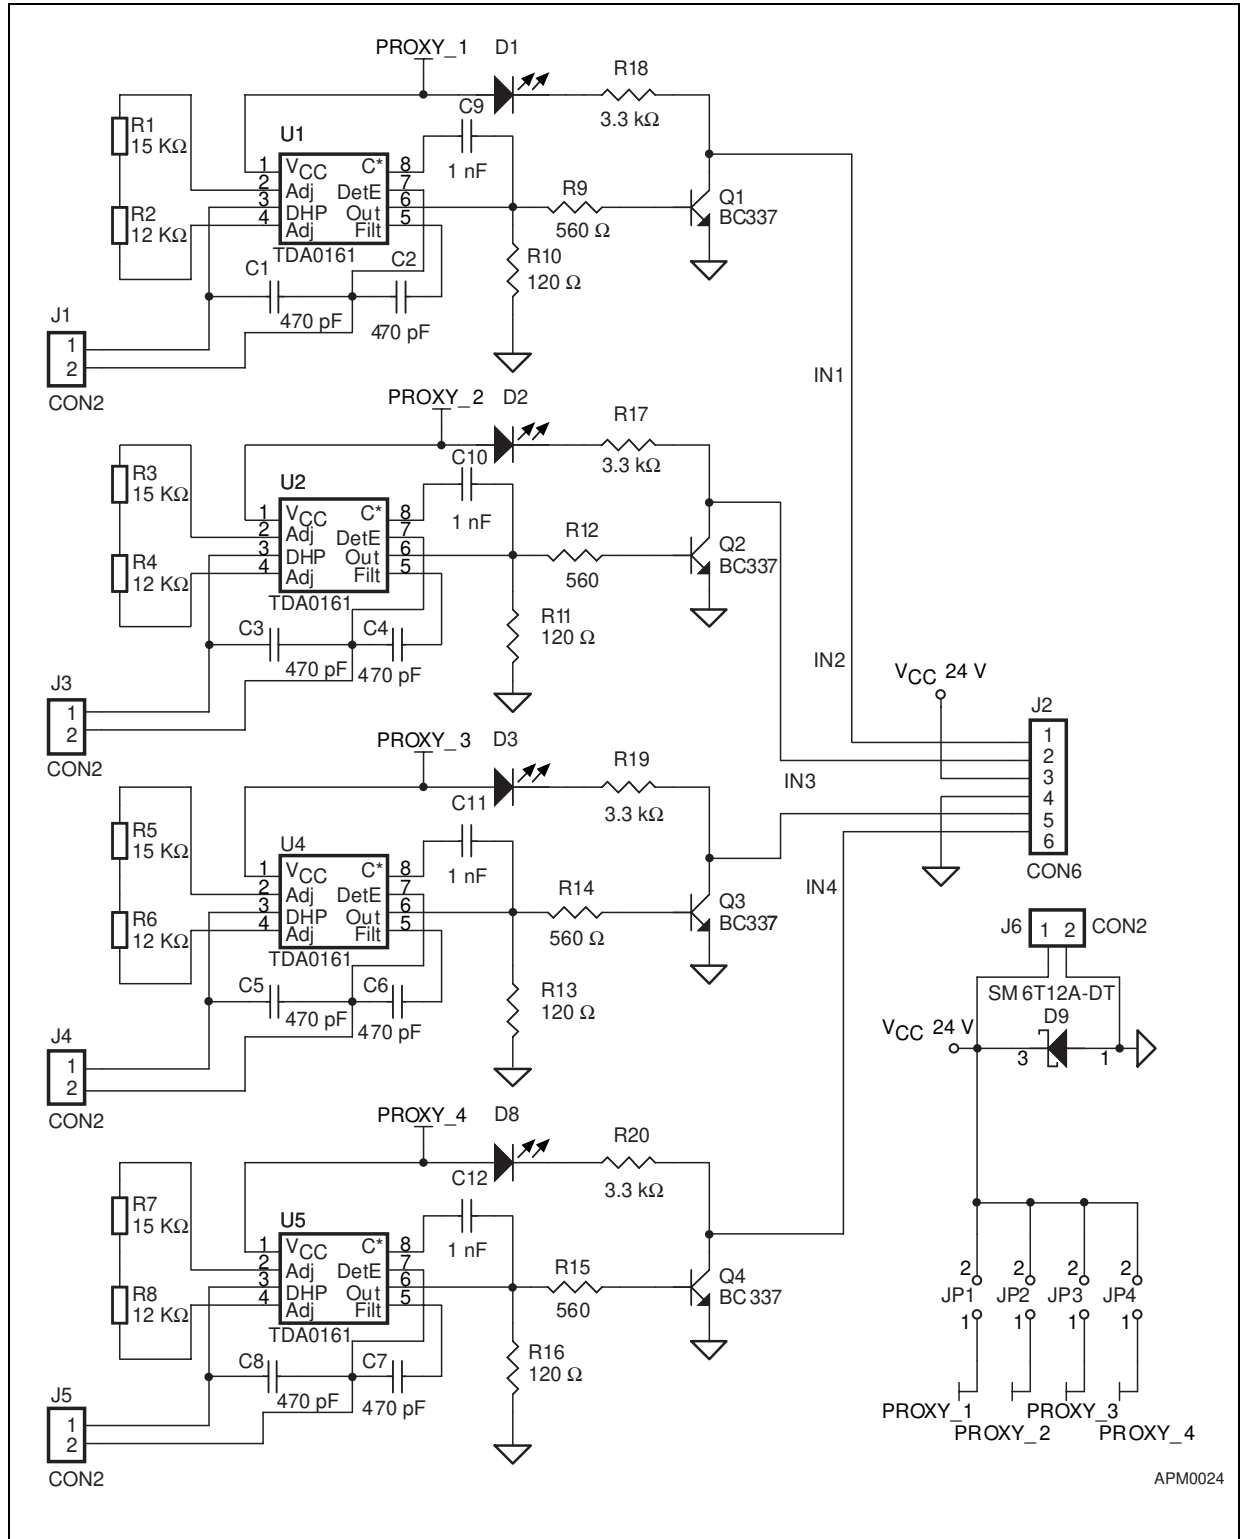 PROXY_1
D1
R18
3.3 kΩ
C9
1 nF
R1
15 KΩ
R2
12 KΩ
U1
1 VCC C* 8
2 Adj DetE 7
3 DHP Out 6
4 Adj Filt 5
TDA0161
R9
560 Ω
Q1
BC337
R10
120 Ω
C1
470 pF
C2
470 pF
J1
1
2
CON2
IN1
PROXY_2
D2
R17
3.3 kΩ
C10
1 nF
R3
15 KΩ
R4
12 KΩ
U2
1 VCC C* 8
2 Adj DetE 7
3 DHP Out 6
4 Adj Filt 5
TDA0161
R12
560
Q2
BC337
R11
120 Ω
C3
470 pF
C4
470 pF
J3
1
2
CON2
IN2
VCC 24 V
J2
1
2
3
4
5
6
CON6
IN3
IN4
PROXY_3
D3
R19
3.3 kΩ
C11
1 nF
R5
15 KΩ
R6
12 KΩ
U4
1 VCC C* 8
2 Adj DetE 7
3 DHP Out 6
4 Adj Filt 5
TDA0161
R14
560 Ω
Q3
BC337
R13
120 Ω
C5
470 pF
C6
470 pF
J4
1
2
CON2
J6 1 2 CON2
SM6T12A-DT
D9
VCC 24 V
3 1
PROXY_4
D8
R20
3.3 kΩ
C12
1 nF
R7
15 KΩ
R8
12 KΩ
U5
1 VCC C* 8
2 Adj DetE 7
3 DHP Out 6
4 Adj Filt 5
TDA0161
R15
560
Q4
BC337
R16
120 Ω
C8
470 pF
C7
470 pF
J5
1
2
CON2
2 2 2 2
JP1 JP2 JP3 JP4
1 1 1 1
PROXY_1 PROXY_3
PROXY_2 PROXY_4
APM0024